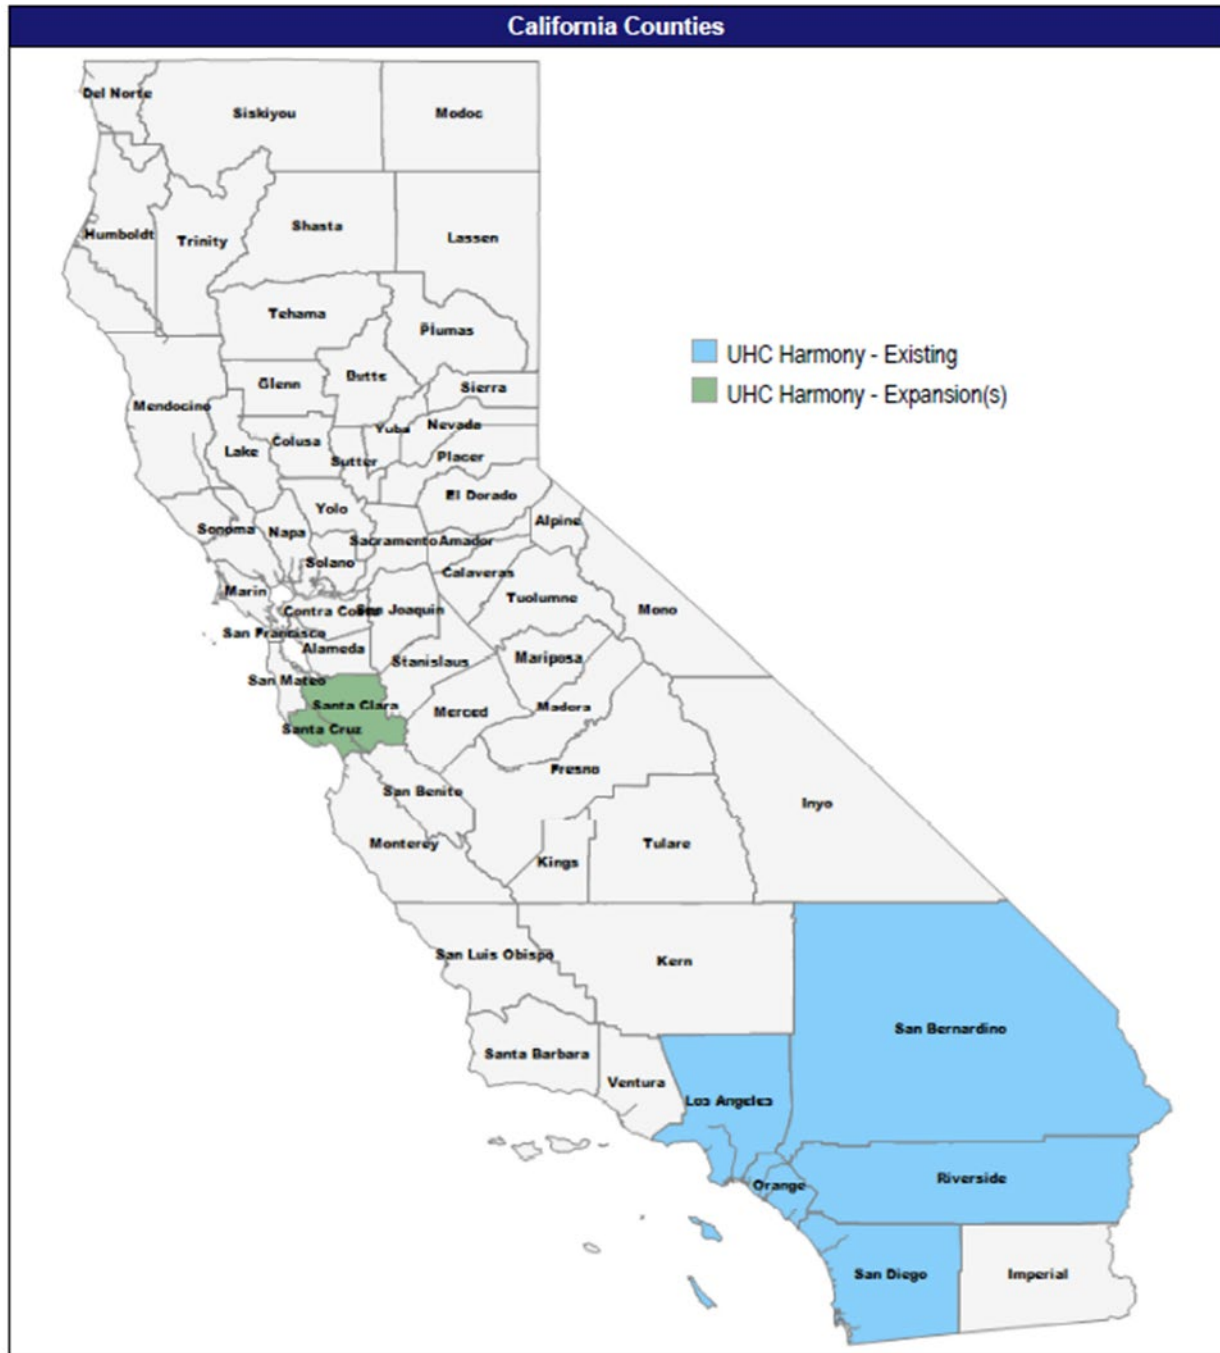 California Counties
Del Norte
Siskiyou
Modoc
Humboldt
Trinity
Shasta
Lassen
Tehama
Plumas
UHC Harmony - Existing
UHC Harmony - Expansion(s)
Glenn
Butte
Sierra
Mendocino
Lake
Colusa
Sutter
Yuba
Nevada
Placer
El Dorado
Yolo
Sonoma
Napa
Alpine
Sacramento
Amador
Solano
Calaveras
Marin
Contra Costa
San Joaquin
Tuolumne
Mono
San Francisco
Alameda
Stanislaus
Mariposa
San Mateo
Santa Clara
Merced
Madera
Santa Cruz
Fresno
San Benito
Inyo
Monterey
Kings
Tulare
San Luis Obispo
Kern
San Bernardino
Santa Barbara
Ventura
Los Angeles
Orange
Riverside
San Diego
Imperial